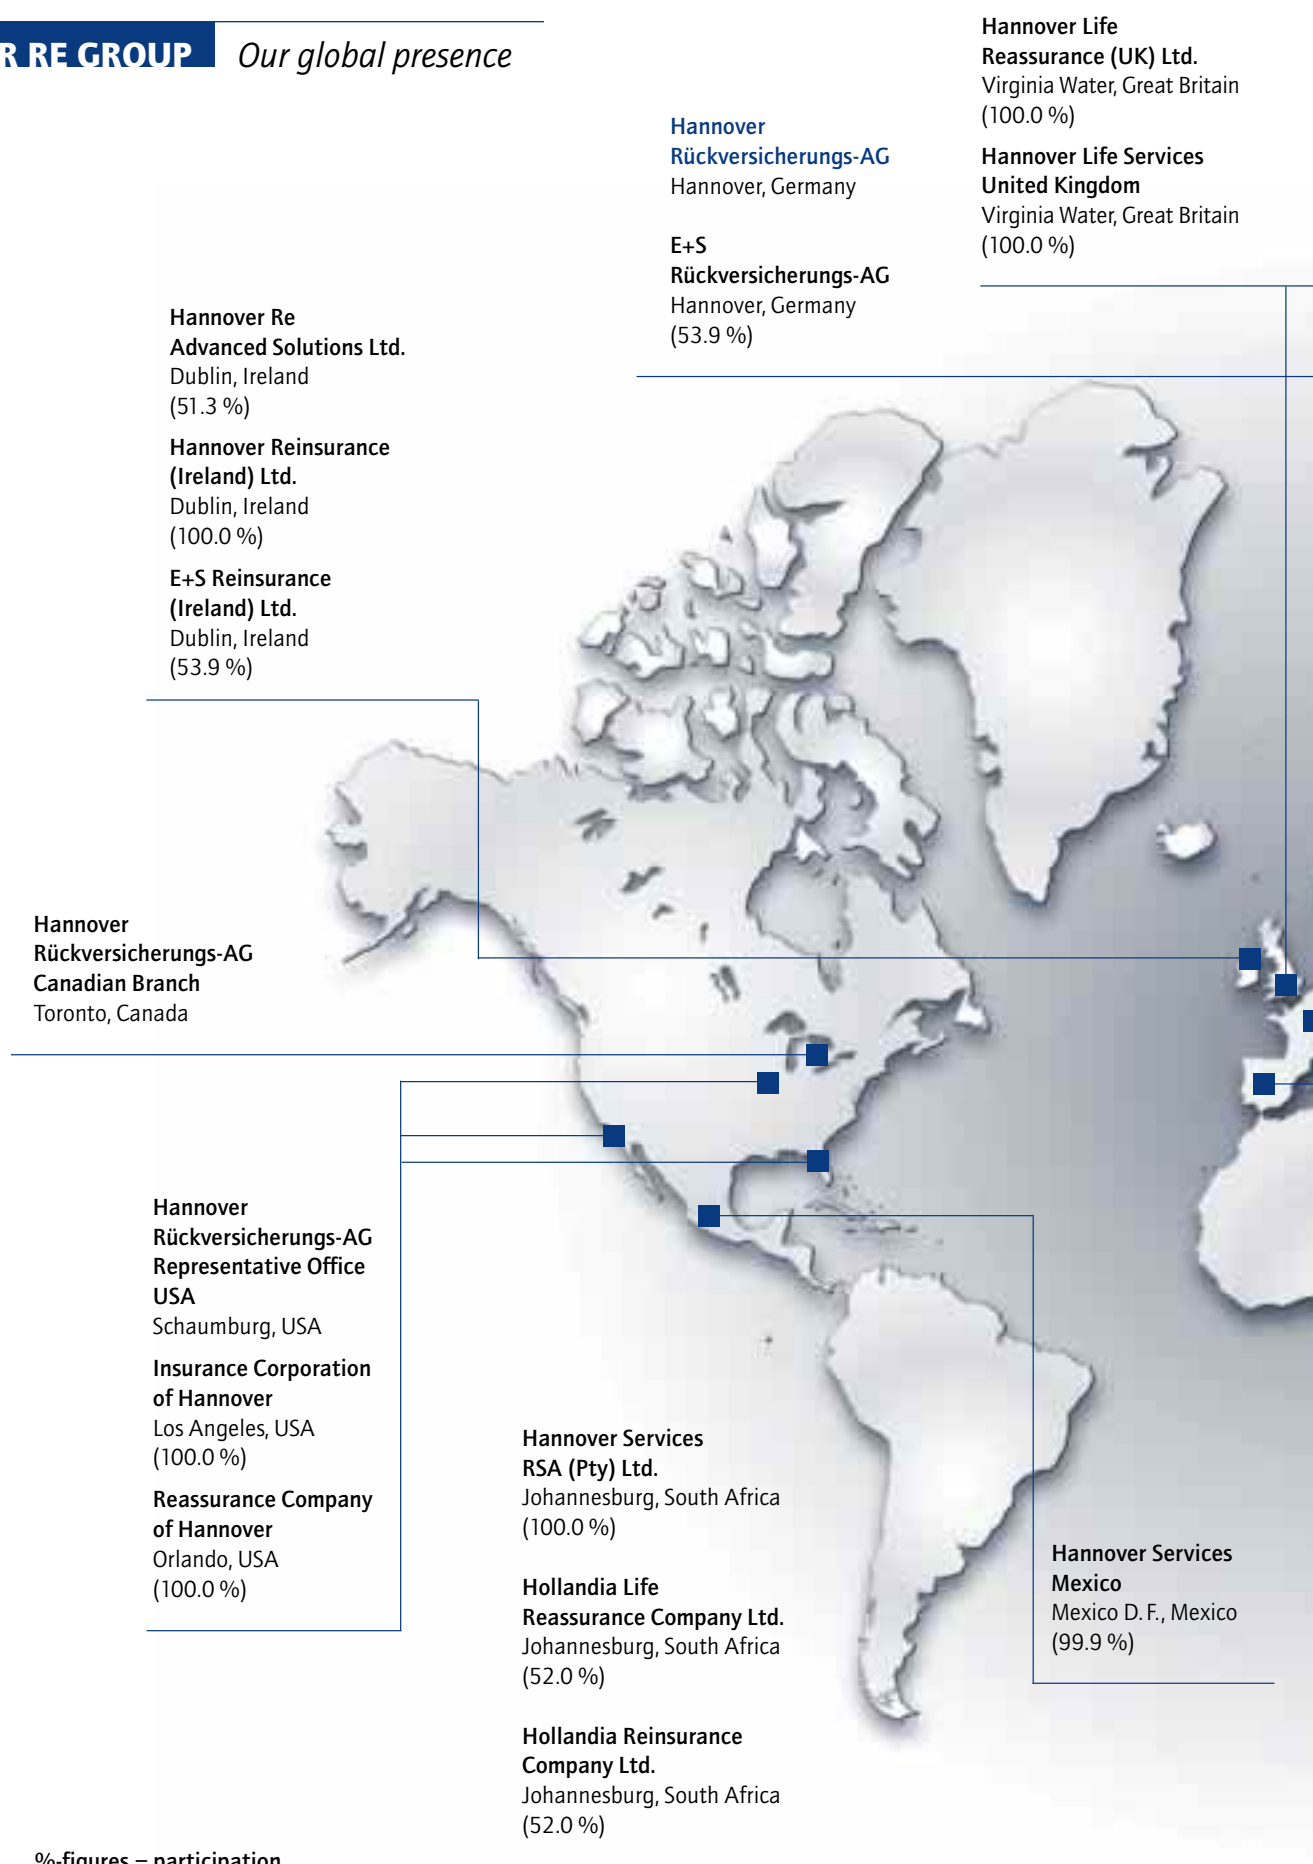 R RE GROUP Our global presence
Hannover Life
Reassurance (UK) Ltd.
Virginia Water, Great Britain
(100.0 %)
Hannover Life Services
United Kingdom
Virginia Water, Great Britain
(100.0 %)
Hannover
Rückversicherungs-AG
Hannover, Germany
E+S
Rückversicherungs-AG
Hannover, Germany
(53.9 %)
Hannover Re
Advanced Solutions Ltd.
Dublin, Ireland
(51.3 %)
Hannover Reinsurance
(Ireland) Ltd.
Dublin, Ireland
(100.0 %)
E+S Reinsurance
(Ireland) Ltd.
Dublin, Ireland
(53.9 %)
Hannover
Rückversicherungs-AG
Canadian Branch
Toronto, Canada
Hannover
Rückversicherungs-AG
Representative Office
USA
Schaumburg, USA
Insurance Corporation
of Hannover
Los Angeles, USA
(100.0 %)
Reassurance Company
of Hannover
Orlando, USA
(100.0 %)
Hannover Services
RSA (Pty) Ltd.
Johannesburg, South Africa
(100.0 %)
Hollandia Life
Reassurance Company Ltd.
Johannesburg, South Africa
(52.0 %)
Hollandia Reinsurance
Company Ltd.
Johannesburg, South Africa
(52.0 %)
Hannover Services
Mexico
Mexico D. F., Mexico
(99.9 %)
%-figures = participation